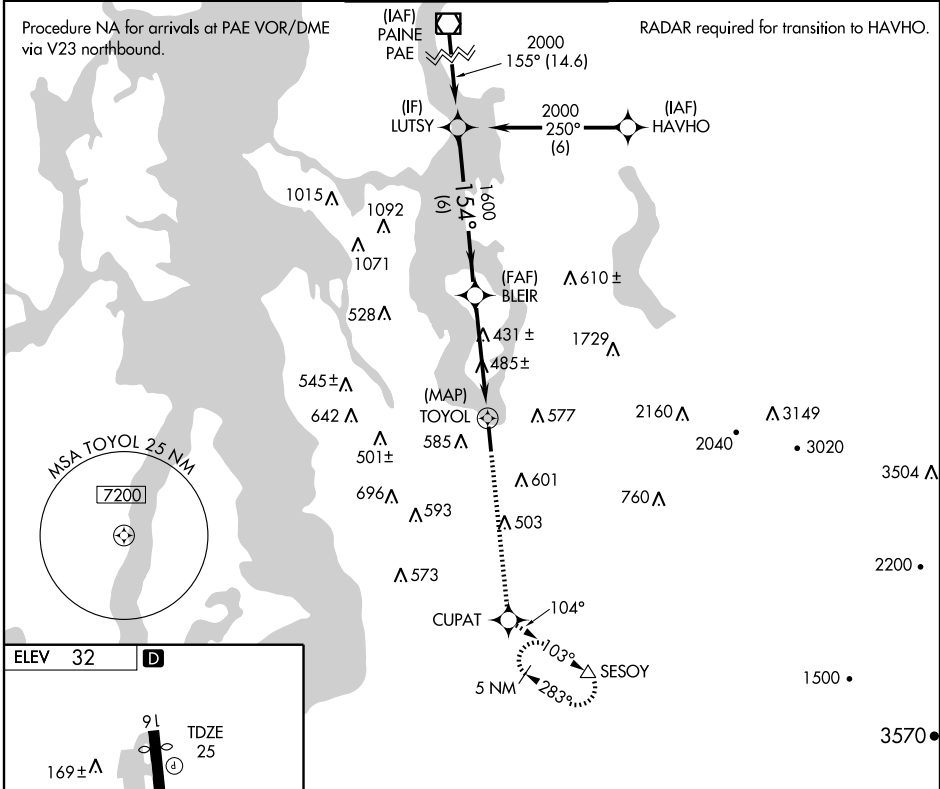 Procedure NA for arrivals at PAE VOR/DME
via V23 northbound.
(IAF)
PAINE
PAE
RADAR required for transition to HAVHO.
2000
155° (14.6)
(IF)
LUTSY
2000
250°
(6)
(IAF)
HAVHO
1015
1092
1071
1600
154°
(6)
(FAF)
BLEIR
610 ±
528
431 ±
485±
1729
545 ±
642
(MAP)
TOYOL
577
2160
3149
2040
3020
501±
585
3504
MSA TOYOL 25 NM
7200
696
593
601
760
503
573
2200
CUPAT
104°
103°
SESOY
5 NM
283°
1500
3570
ELEV 32
D
16
TDZE
25
P
169±